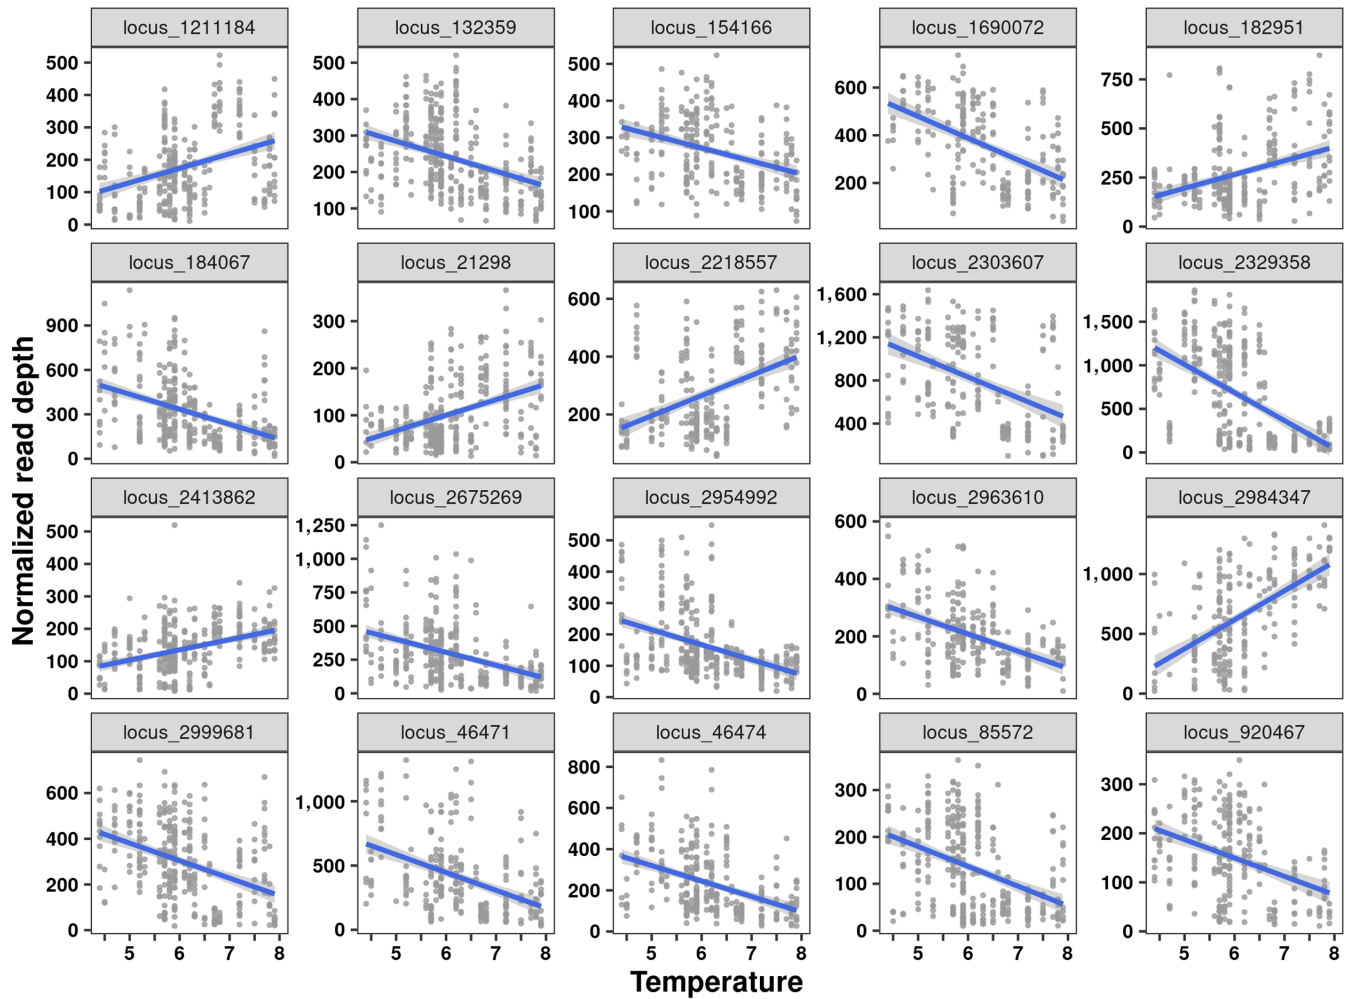 locus_1211184 locus_132359 locus_154166 locus_1690072 locus_182951
500 400 300 200 100 0
500 400 300 200 100
500 400 300 200 100
600 400 200
750 500 250 0
locus_184067 locus_21298 locus_2218557 locus_2303607 locus_2329358
900 600 300 0
300 200 100 0
600 400 200
1,600 1,200 800 400
1,500 1,000 500 0
Normalized read depth
locus_2413862 locus_2675269 locus_2954992 locus_2963610 locus_2984347
500 400 300 200 100 0
1,250 1,000 750 500 250 0
500 400 300 200 100 0
600 400 200 0
1,000 500 0
locus_2999681 locus_46471 locus_46474 locus_85572 locus_920467
600 400 200 0
1,000 500 0
800 600 400 200 0
300 200 100 0
300 200 100 0
5 6 7 8 5 6 7 8 5 6 7 8 5 6 7 8 5 6 7 8
Temperature